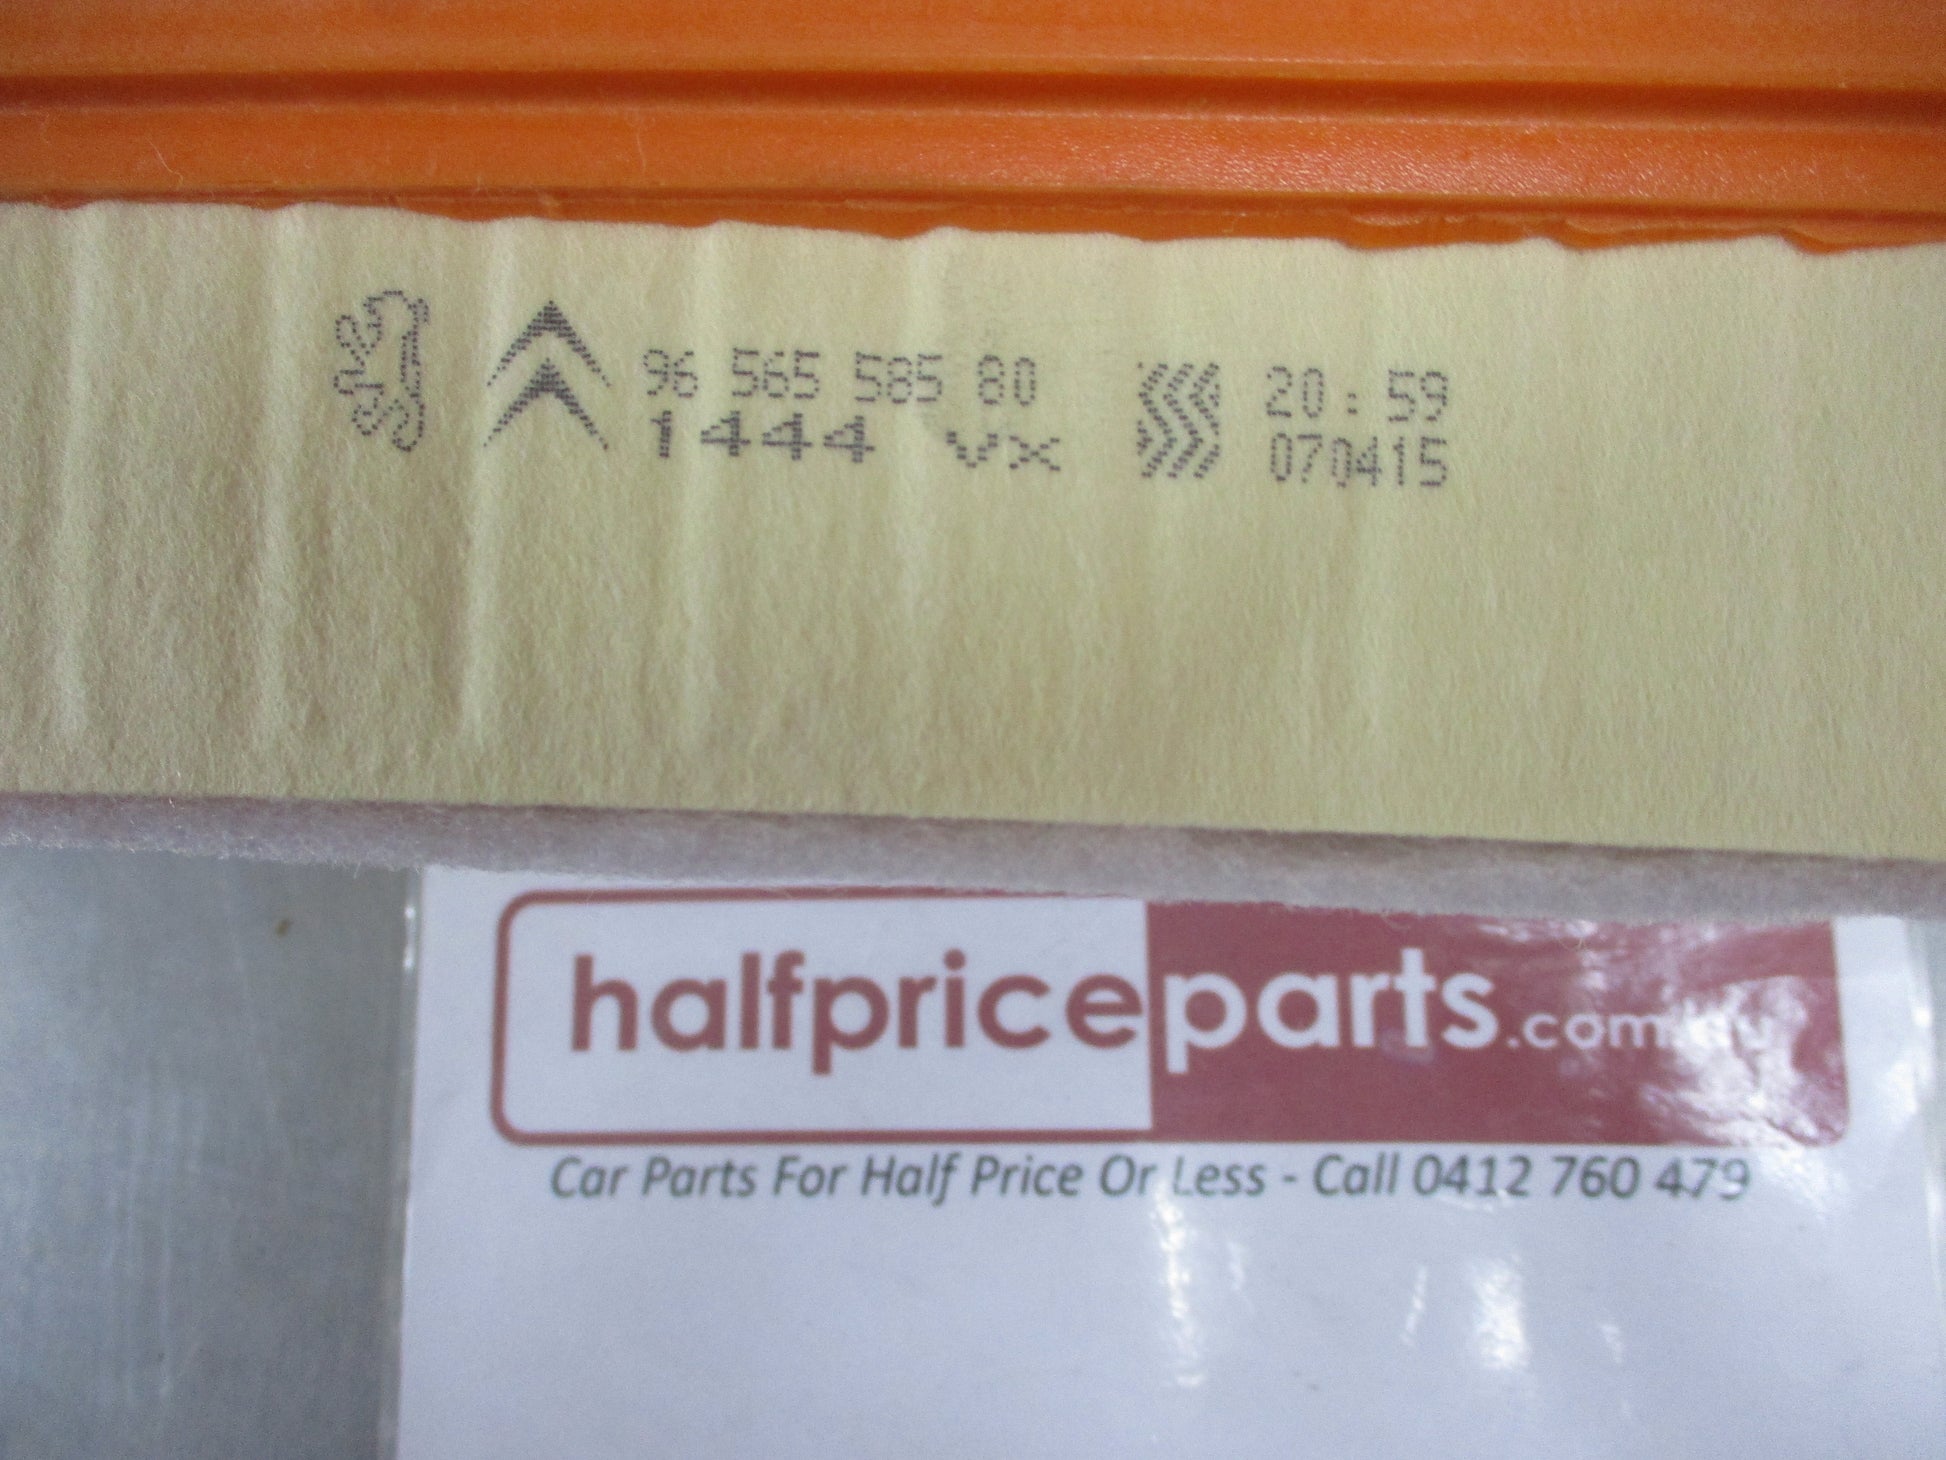 96 565 585 80
1444 VX
20:59
070415
halfpriceparts.com.au
Car Parts For Half Price Or Less - Call 0412 760 479